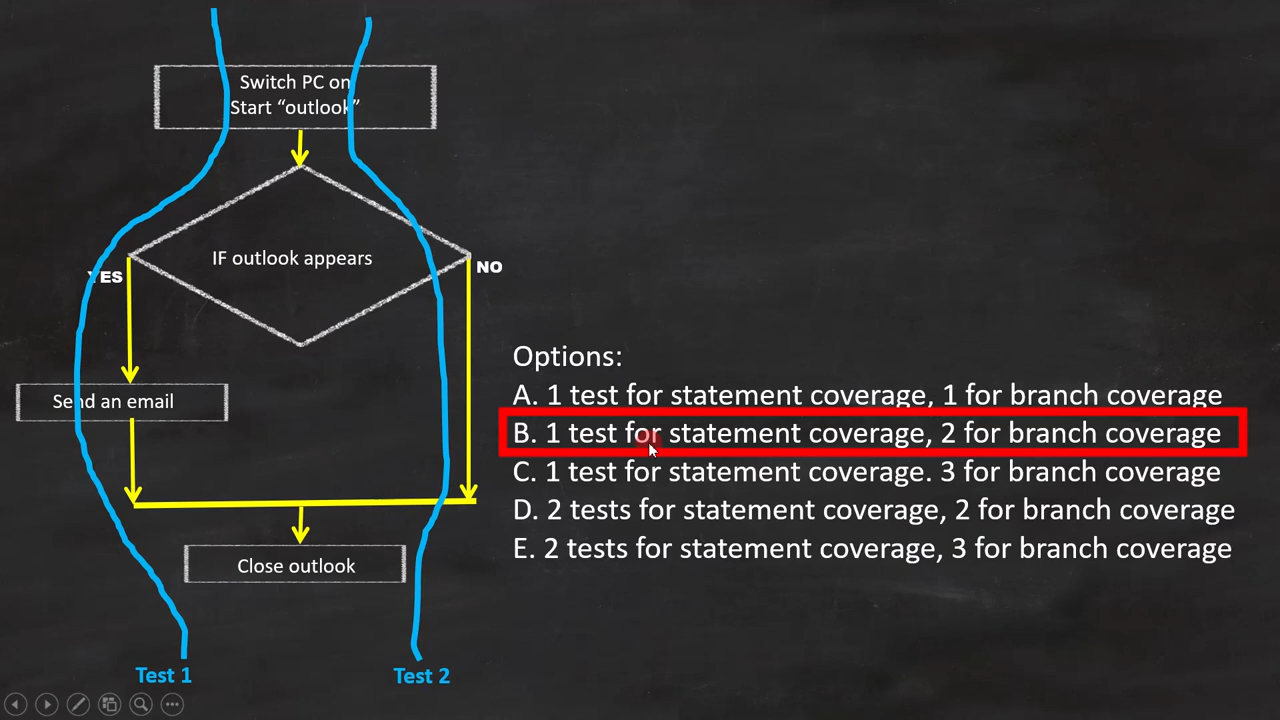 Switch PC on
Start “outlook”
IF outlook appears
YES
NO
Send an email
Close outlook
Test 1
Test 2
Options:
A. 1 test for statement coverage, 1 for branch coverage
B. 1 test for statement coverage, 2 for branch coverage
C. 1 test for statement coverage. 3 for branch coverage
D. 2 tests for statement coverage, 2 for branch coverage
E. 2 tests for statement coverage, 3 for branch coverage